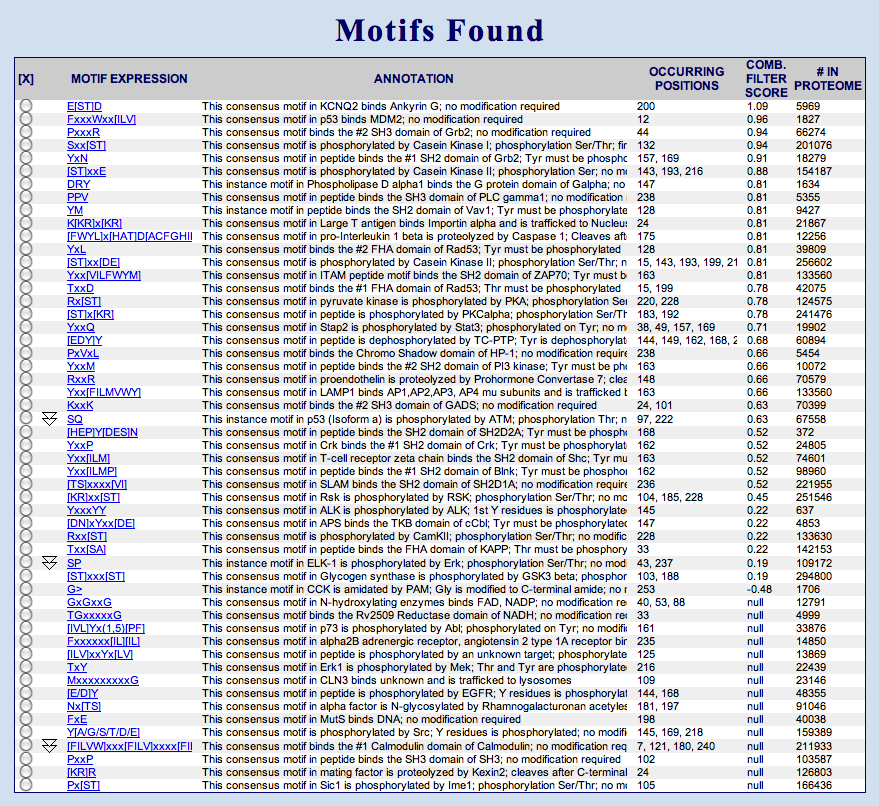 Motifs Found
[X] MOTIF EXPRESSION ANNOTATION OCCURRING POSITIONS COMB. FILTER SCORE # IN PROTEOME
E[ST]D This consensus motif in KCNQ2 binds Ankyrin G; no modification required 200 1.09 5969
FxxxWxx[ILV] This consensus motif in p53 binds MDM2; no modification required 12 0.96 1827
PxxxR This consensus motif binds the #2 SH3 domain of Grb2; no modification required 44 0.94 66274
Sxx[ST] This consensus motif is phosphorylated by Casein Kinase I; phosphorylation Ser/Thr; fir 132 0.94 201076
YxN This consensus motif in peptide binds the #1 SH2 domain of Grb2; Tyr must be phospho 157, 169 0.91 18279
[ST]xxE This consensus motif is phosphorylated by Casein Kinase II; phosphorylation Ser; no mo 143, 193, 216 0.88 154187
DRY This instance motif in Phospholipase D alpha1 binds the G protein domain of Galpha; no 147 0.81 1634
PPV This consensus motif in peptide binds the SH3 domain of PLC gamma1; no modification 238 0.81 5355
YM This instance motif in peptide binds the SH2 domain of Vav1; Tyr must be phosphorylate 128 0.81 9427
K[KR]x[KR] This consensus motif in Large T antigen binds Importin alpha and is trafficked to Nucleus 24 0.81 21867
[FWYL]x[HAT]D[ACFGHII This consensus motif in pro-Interleukin 1 beta is proteolyzed by Caspase 1; Cleaves aft 175 0.81 12256
YxL This consensus motif binds the #2 FHA domain of Rad53; Tyr must be phosphorylated 128 0.81 39809
[ST]xx[DE] This consensus motif is phosphorylated by Casein Kinase II; phosphorylation Ser/Thr; n 15, 143, 193, 199, 21 0.81 256602
Yxx[VILFWYM] This consensus motif in ITAM peptide motif binds the SH2 domain of ZAP70; Tyr must b 163 0.81 133560
TxxD This consensus motif binds the #1 FHA domain of Rad53; Thr must be phosphorylated 15, 199 0.78 42075
Rx[ST] This consensus motif in pyruvate kinase is phosphorylated by PKA; phosphorylation Ser 220, 228 0.78 124575
[ST]x[KR] This consensus motif in peptide is phosphorylated by PKCalpha; phosphorylation Ser/Th 183, 192 0.78 241476
YxxQ This consensus motif in Stap2 is phosphorylated by Stat3; phosphorylated on Tyr; no m 38, 49, 157, 169 0.71 19902
[EDY]Y This consensus motif in peptide is dephosphorylated by TC-PTP; Tyr is dephosphorylate 144, 149, 162, 168, 2 0.68 60894
PxVxL This consensus motif binds the Chromo Shadow domain of HP-1; no modification require 238 0.66 5454
YxxM This consensus motif in peptide binds the #2 SH2 domain of PI3 kinase; Tyr must be ph 163 0.66 10072
RxxR This consensus motif in proendothelin is proteolyzed by Prohormone Convertase 7; clea 148 0.66 70579
Yxx[FILMVWY] This consensus motif in LAMP1 binds AP1,AP2,AP3, AP4 mu subunits and is trafficked t 163 0.66 133560
KxxK This consensus motif binds the #2 SH3 domain of GADS; no modification required 24, 101 0.63 70399
SQ This instance motif in p53 (Isoform a) is phosphorylated by ATM; phosphorylation Thr; n 97, 222 0.63 67558
[HEP]Y[DES]N This consensus motif in peptide binds the SH2 domain of SH2D2A; Tyr must be phospho 168 0.52 372
YxxP This consensus motif in Crk binds the #1 SH2 domain of Crk; Tyr must be phosphorylate 162 0.52 24805
Yxx[ILM] This consensus motif in T-cell receptor zeta chain binds the SH2 domain of Shc; Tyr mu 163 0.52 74601
Yxx[ILMP] This consensus motif in peptide binds the #1 SH2 domain of Blnk; Tyr must be phosphor 162 0.52 98960
[TS]xxxx[VI] This consensus motif in SLAM binds the SH2 domain of SH2D1A; no modification require 236 0.52 221955
[KR]xx[ST] This consensus motif in Rsk is phosphorylated by RSK; phosphorylation Ser/Thr; no mo 104, 185, 228 0.45 251546
YxxxYY This consensus motif in ALK is phosphorylated by ALK; 1st Y residues is phosphorylated 145 0.22 637
[DN]xYxx[DE] This consensus motif in APS binds the TKB domain of cCbl; Tyr must be phosphorylated 147 0.22 4853
Rxx[ST] This consensus motif is phosphorylated by CamKII; phosphorylation Ser/Thr; no modific 228 0.22 133630
Txx[SA] This consensus motif in peptide binds the FHA domain of KAPP; Thr must be phosphory 33 0.22 142153
SP This instance motif in ELK-1 is phosphorylated by Erk; phosphorylation Ser/Thr; no mod 43, 237 0.19 109172
[ST]xxx[ST] This consensus motif in Glycogen synthase is phosphorylated by GSK3 beta; phosphor 103, 188 0.19 294800
G> This instance motif in CCK is amidated by PAM; Gly is modified to C-terminal amide; no r 253 -0.48 1706
GxGxxG This consensus motif in N-hydroxylating enzymes binds FAD, NADP; no modification re 40, 53, 88 null 12791
TGxxxxG This consensus motif binds the Rv2509 Reductase domain of NADH; no modification req 33 null 4999
[IVL]Yx(1,5)[PF] This consensus motif in p73 is phosphorylated by Abl; phosphorylated on Tyr; no modifi 161 null 33876
Fxxxxxx[IL][IL] This consensus motif in alpha2B adrenergic receptor, angiotensin 2 type 1A receptor bin 235 null 14850
[ILV]xxYx[LV] This consensus motif in peptide is phosphorylated by an unknown target; phosphorylate 125 null 13869
TxY This consensus motif in Erk1 is phosphorylated by Mek; Thr and Tyr are phosphorylate 216 null 22439
MxxxxxxxxxG This consensus motif in CLN3 binds unknown and is trafficked to lysosomes 109 null 23146
[E/D]Y This consensus motif in peptide is phosphorylated by EGFR; Y residues is phosphorylat 144, 168 null 48355
Nx[TS] This consensus motif in alpha factor is N-glycosylated by Rhamnogalacturonan acetyles 181, 197 null 91046
FxE This consensus motif in MutS binds DNA; no modification required 198 null 40038
Y[A/G/S/T/D/E] This consensus motif is phosphorylated by Src; Y residues is phosphorylated; no modifi 145, 169, 218 null 159389
[FILVW]xxx[FILV]xxxx[FII This consensus motif binds the #1 Calmodulin domain of Calmodulin; no modification req 7, 121, 180, 240 null 211933
PxxP This consensus motif in peptide binds the SH3 domain of SH3; no modification required 102 null 103587
[KR]R This consensus motif in mating factor is proteolyzed by Kexin2; cleaves after C-terminal 24 null 126803
Px[ST] This consensus motif in Sic1 is phosphorylated by Ime1; phosphorylation Ser/Thr; no mo 105 null 166436